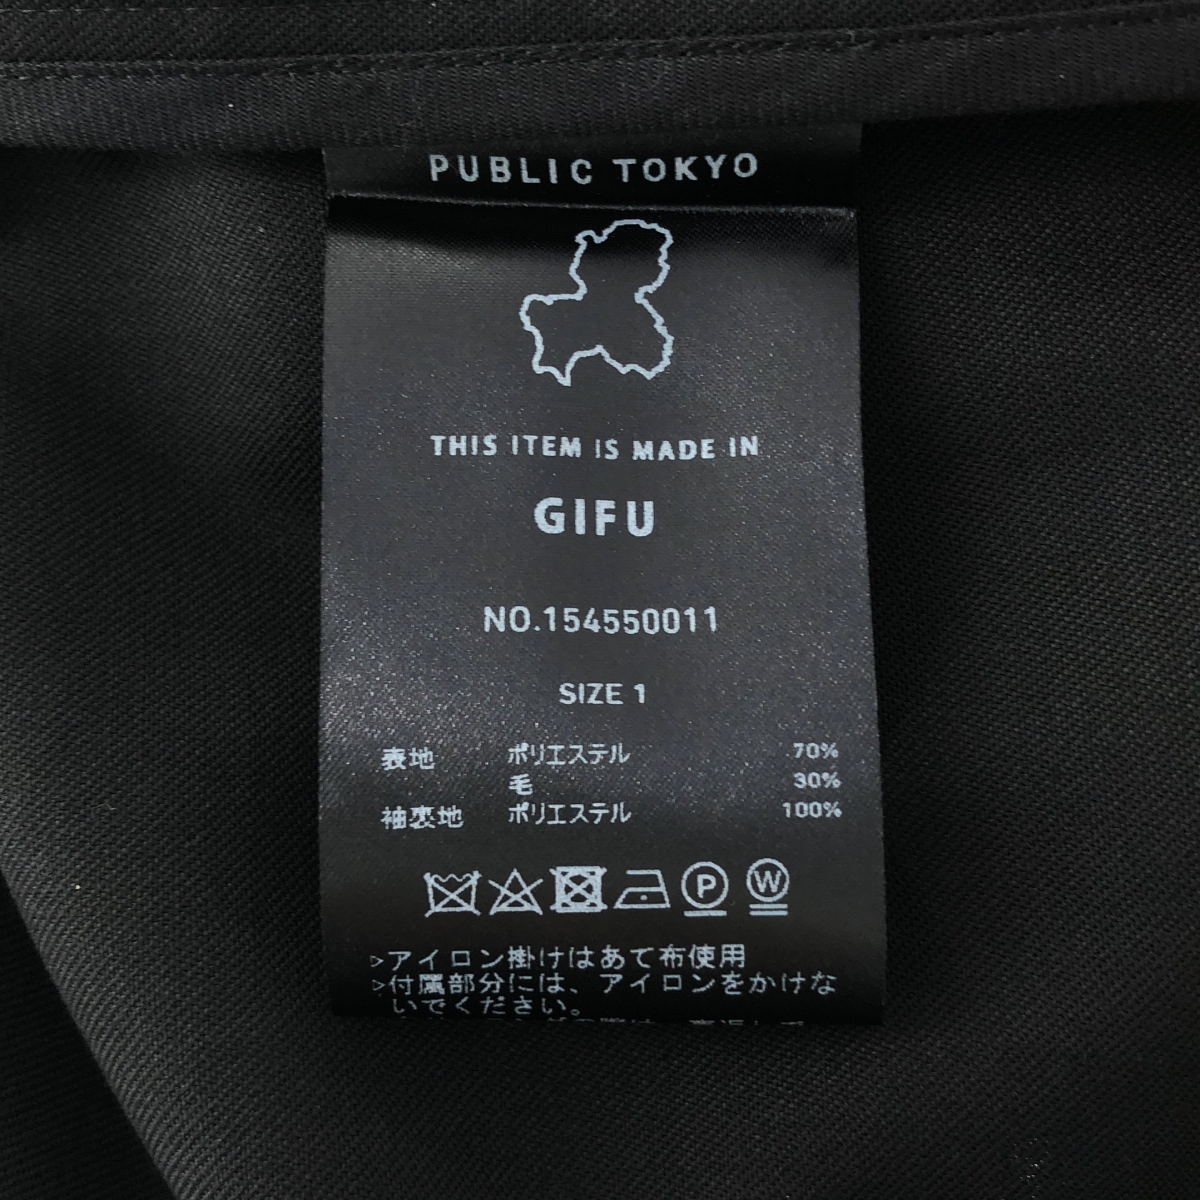 PUBLIC TOKYO
THIS ITEM IS MADE IN
GIFU
NO.154550011
SIZE 1
表地 ポリエステル 70%
毛 30%
袖裏地 ポリエステル 100%
P W
▷アイロン掛けはあて布使用
▷付属部分には、アイロンをかけな
いでください。